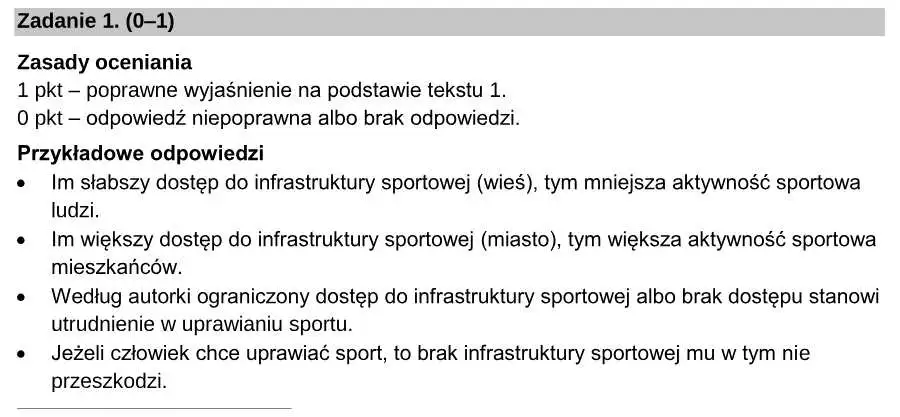 Zadanie 1. (0–1)
Zasady oceniania
1 pkt – poprawne wyjaśnienie na podstawie tekstu 1.
0 pkt – odpowiedź niepoprawna albo brak odpowiedzi.
Przykładowe odpowiedzi
• Im słabszy dostęp do infrastruktury sportowej (wieś), tym mniejsza aktywność sportowa
ludzi.
• Im większy dostęp do infrastruktury sportowej (miasto), tym większa aktywność sportowa
mieszkańców.
• Według autorki ograniczony dostęp do infrastruktury sportowej albo brak dostępu stanowi
utrudnienie w uprawianiu sportu.
• Jeżeli człowiek chce uprawiać sport, to brak infrastruktury sportowej mu w tym nie
przeszkodzi.